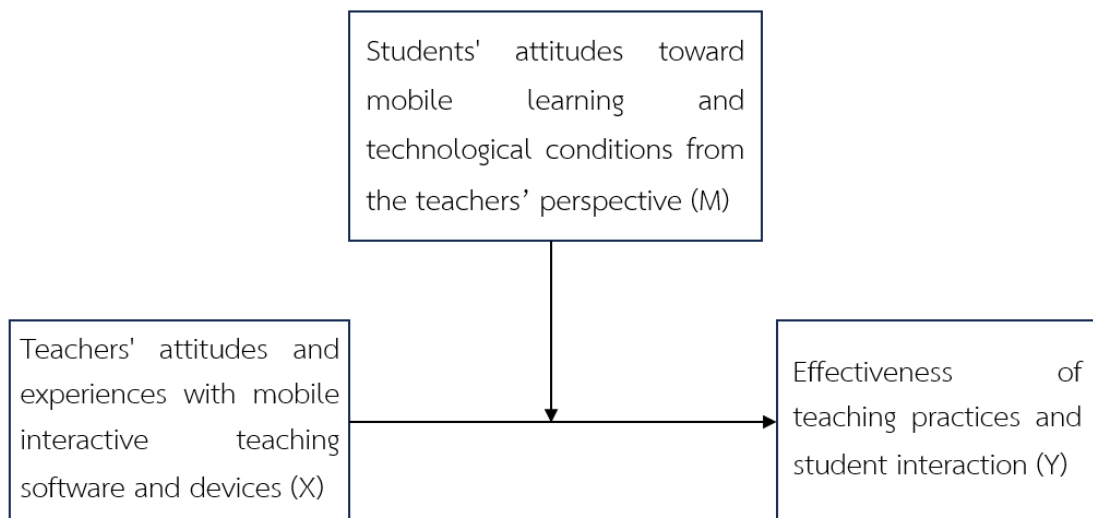 Students' attitudes toward
mobile learning and
technological conditions from
the teachers’ perspective (M)
Teachers' attitudes and
experiences with mobile
interactive teaching
software and devices (X)
Effectiveness of
teaching practices and
student interaction (Y)